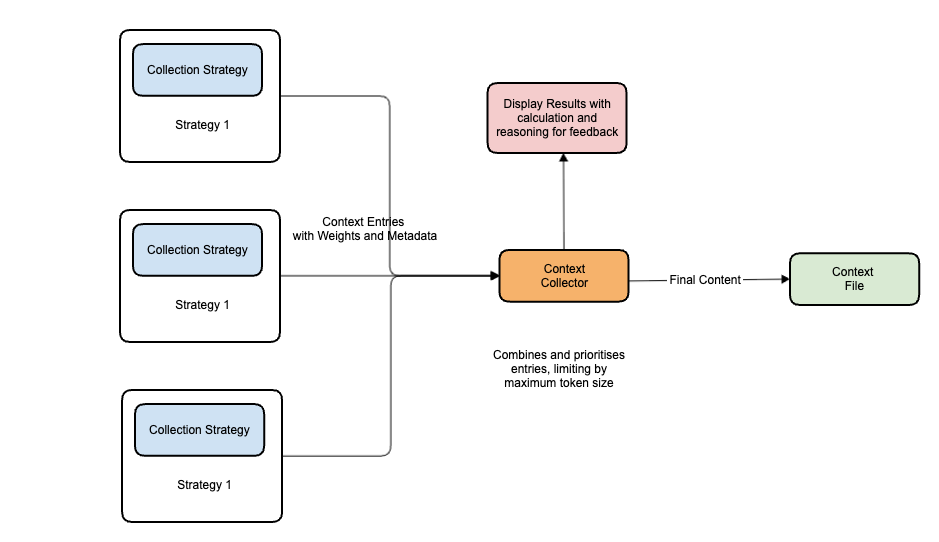 Collection Strategy
Strategy 1
Collection Strategy
Strategy 1
Collection Strategy
Strategy 1
Context Entries
with Weights and Metadata
Display Results with
calculation and
reasoning for feedback
Context
Collector
Combines and prioritises
entries, limiting by
maximum token size
Final Content
Context
File